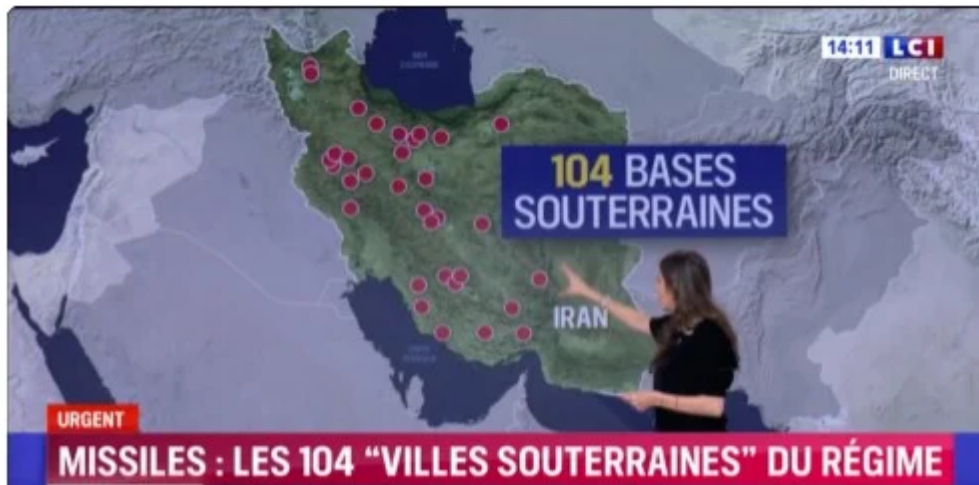 14:11 LCI
DIRECT
104 BASES
SOUTERRAINES
IRAN
URGENT
MISSILES : LES 104 “VILLES SOUTERRAINES” DU RÉGIME